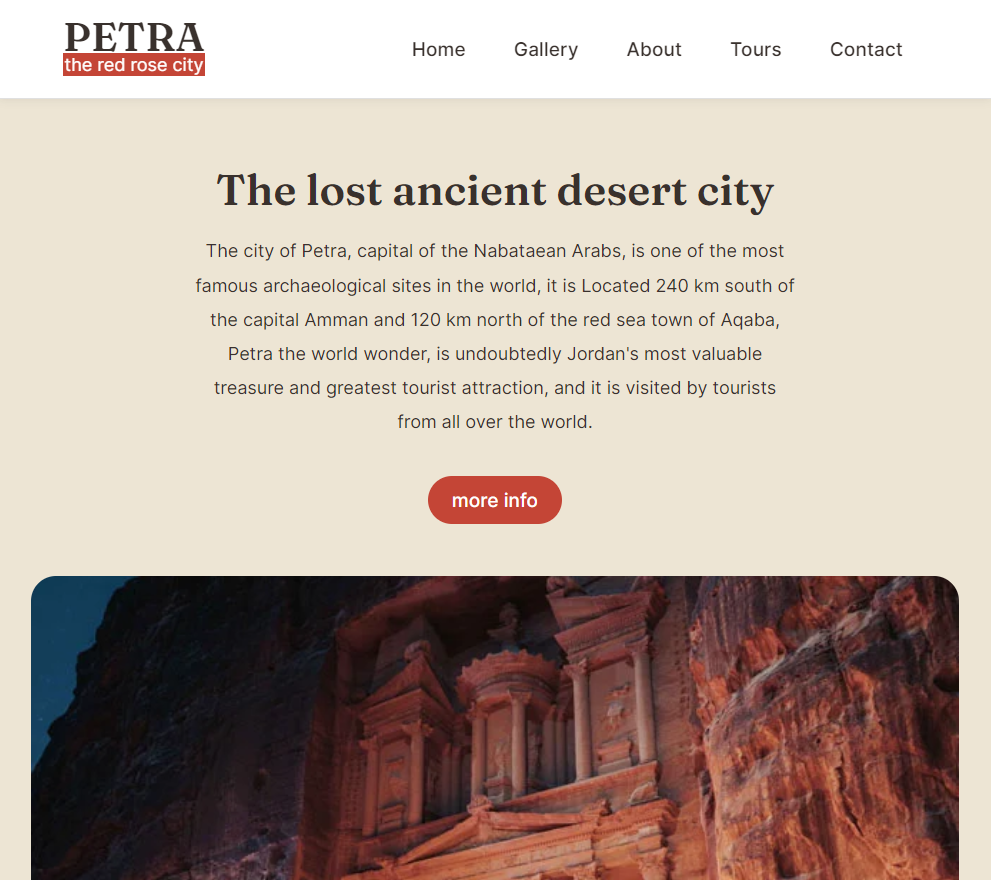 PETRA
the red rose city
Home Gallery About Tours Contact
The lost ancient desert city
The city of Petra, capital of the Nabataean Arabs, is one of the most
famous archaeological sites in the world, it is Located 240 km south of
the capital Amman and 120 km north of the red sea town of Aqaba,
Petra the world wonder, is undoubtedly Jordan's most valuable
treasure and greatest tourist attraction, and it is visited by tourists
from all over the world.
more info